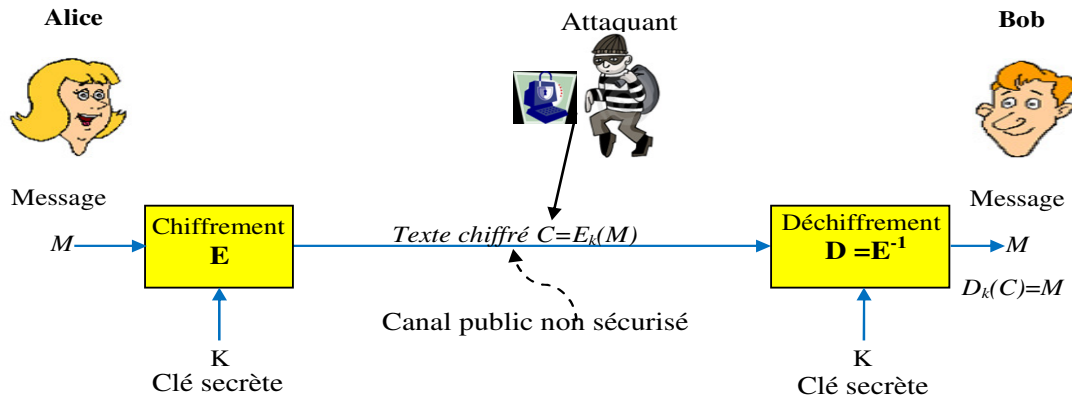 Alice
Attaquant
Bob
Message
Message
Chiffrement
E
Déchiffrement
D =E⁻¹
M
Texte chiffré C=Eₖ(M)
M
Dₖ(C)=M
Canal public non sécurisé
K
Clé secrète
K
Clé secrète